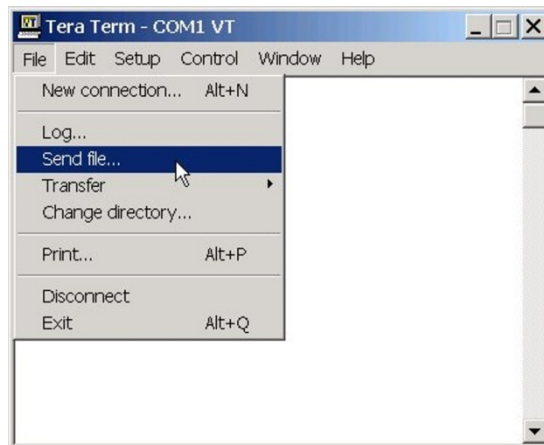 Tera Term - COM1 VT
File Edit Setup Control Window Help
New connection... Alt+N
Log...
Send file...
Transfer
Change directory...
Print... Alt+P
Disconnect
Exit Alt+Q